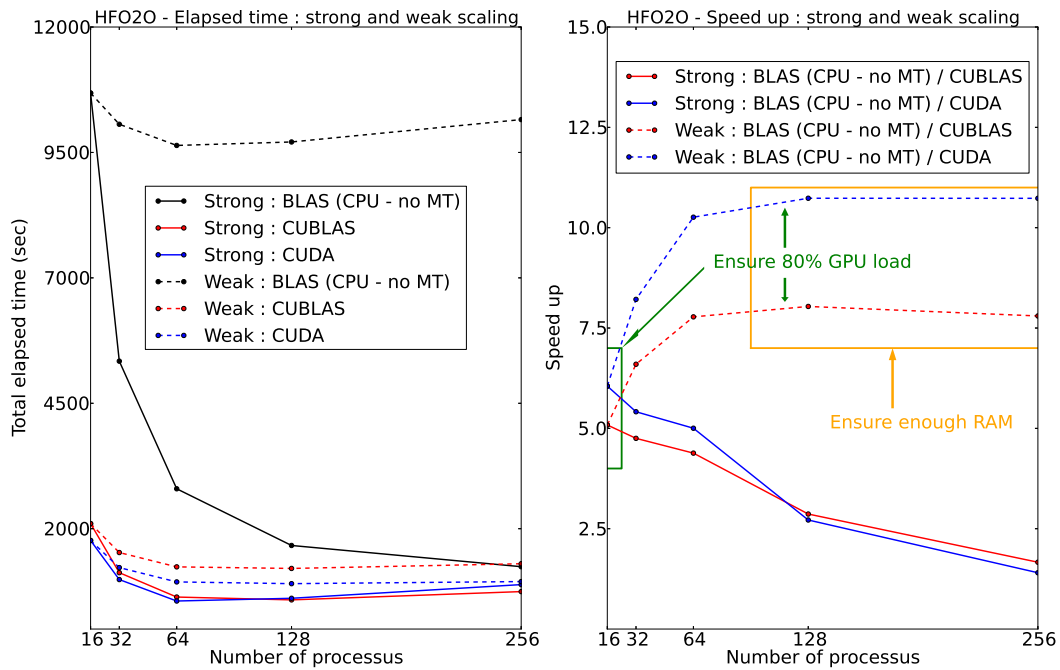 HFO2O - Elapsed time : strong and weak scaling
12000
9500
7000
4500
2000
Total elapsed time (sec)
Strong : BLAS (CPU - no MT)
Strong : CUBLAS
Strong : CUDA
Weak : BLAS (CPU - no MT)
Weak : CUBLAS
Weak : CUDA
16 32 64 128 256
Number of processus
HFO2O - Speed up : strong and weak scaling
15.0
12.5
10.0
7.5
5.0
2.5
Speed up
Strong : BLAS (CPU - no MT) / CUBLAS
Strong : BLAS (CPU - no MT) / CUDA
Weak : BLAS (CPU - no MT) / CUBLAS
Weak : BLAS (CPU - no MT) / CUDA
Ensure 80% GPU load
Ensure enough RAM
16 32 64 128 256
Number of processus